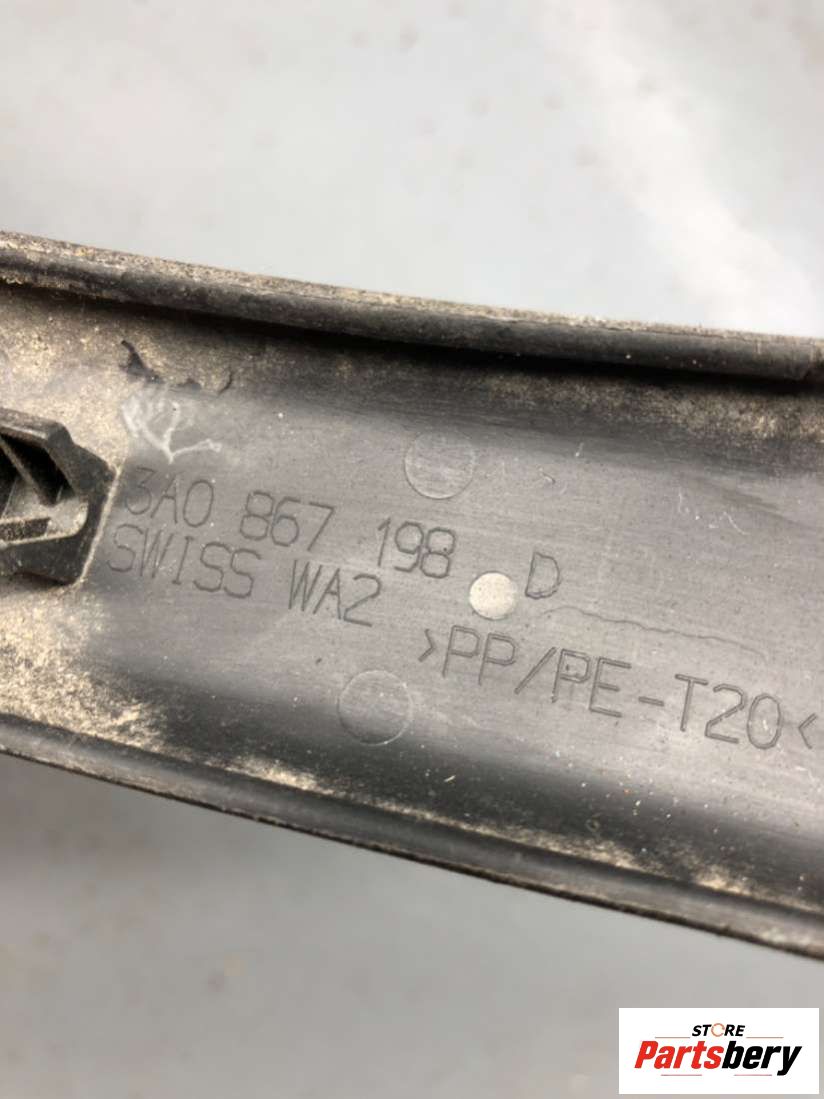 3A0 867 198 D
SWISS WA2
>PP/PE-T20<
STORE
Partsbery